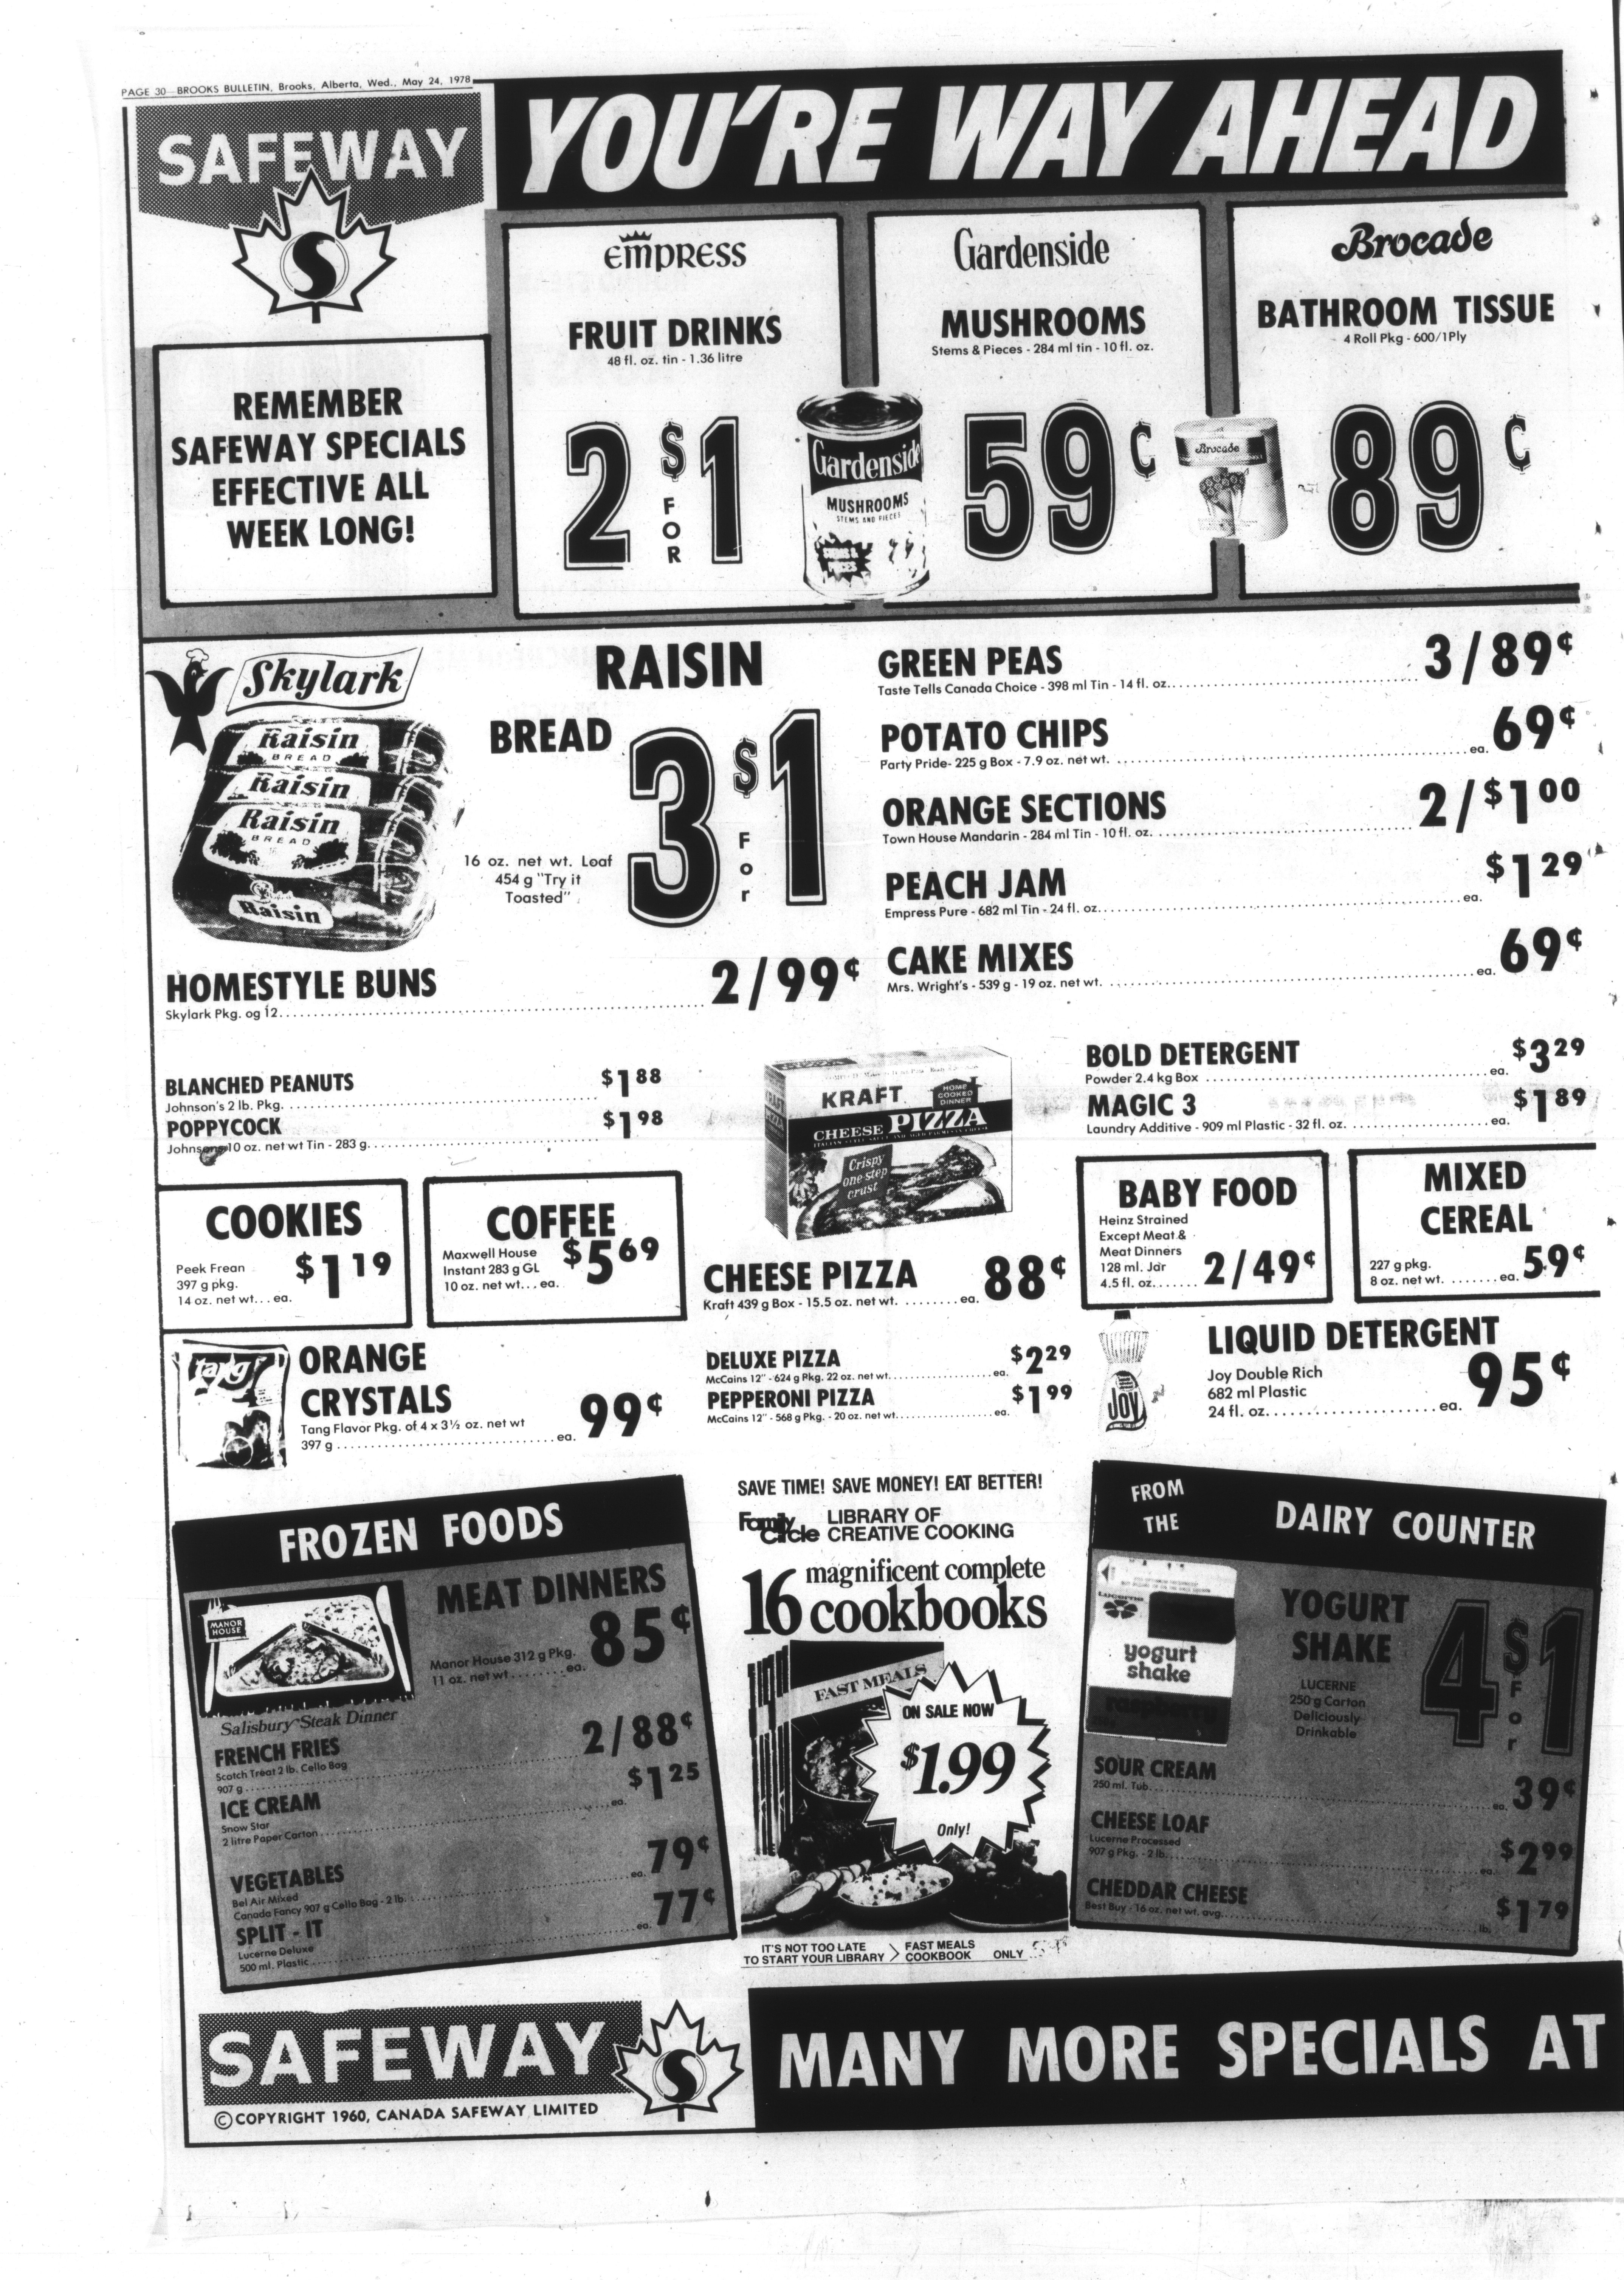 PAGE 30—BROOKS BULLETIN, Brooks, Alberta, Wed., May 24, 1978
SAFEWAY
S
YOU'RE WAY AHEAD
REMEMBER
SAFEWAY SPECIALS
EFFECTIVE ALL
WEEK LONG!
EMPRESS
FRUIT DRINKS
48 fl. oz. tin - 1.36 litre
2 FOR $1
Gardenside
MUSHROOMS
Stems & Pieces - 284 ml tin - 10 fl. oz.
Gardenside
MUSHROOMS
STEMS AND PIECES
STEMS &
PIECES
59¢
Brocade
BATHROOM TISSUE
4 Roll Pkg - 600/1Ply
Brocade
89¢
Skylark
Raisin
BREAD
Raisin
Raisin
BREAD
Raisin
RAISIN
BREAD
3 For $1
16 oz. net wt. Loaf
454 g "Try it
Toasted"
HOMESTYLE BUNS
Skylark Pkg. og 12. 2/99¢
GREEN PEAS
Taste Tells Canada Choice - 398 ml Tin - 14 fl. oz. 3/89¢
POTATO CHIPS
Party Pride- 225 g Box - 7.9 oz. net wt. ea. 69¢
ORANGE SECTIONS
Town House Mandarin - 284 ml Tin - 10 fl. oz. 2/$1 00
PEACH JAM
Empress Pure - 682 ml Tin - 24 fl. oz. ea. $1 29
CAKE MIXES
Mrs. Wright's - 539 g - 19 oz. net wt. ea. 69¢
BLANCHED PEANUTS
Johnson's 2 lb. Pkg. $1 88
POPPYCOCK
10 oz. net wt Tin - 283 g. $1 98
KRAFT
HOME
COOKED
DINNER
CHEESE PIZZA
Crispy
one step
crust
BOLD DETERGENT
Powder 2.4 kg Box ea. $3 29
MAGIC 3
Laundry Additive - 909 ml Plastic - 32 fl. oz. ea. $1 89
COOKIES
Peek Frean
397 g pkg.
14 oz. net wt... ea. $1 19
COFFEE
Maxwell House
Instant 283 g GL
10 oz. net wt... ea. $5 69
CHEESE PIZZA
Kraft 439 g Box - 15.5 oz. net wt. ea. 88¢
BABY FOOD
Heinz Strained
Except Meat &
Meat Dinners
128 ml. Jar
4.5 fl. oz. 2/49¢
MIXED
CEREAL
227 g pkg.
8 oz. net wt. ea. 59¢
tang
ORANGE
CRYSTALS
Tang Flavor Pkg. of 4 x 3½ oz. net wt
397 g ea. 99¢
DELUXE PIZZA
McCains 12" - 624 g Pkg. 22 oz. net wt. ea. $2 29
PEPPERONI PIZZA
McCains 12" - 568 g Pkg. - 20 oz. net wt. ea. $1 99
JOY
LIQUID DETERGENT
Joy Double Rich
682 ml Plastic
24 fl. oz. ea. 95¢
FROZEN FOODS
MANOR
HOUSE
Salisbury Steak Dinner
MEAT DINNERS
Manor House 312 g Pkg.
11 oz. net wt. ea. 85¢
FRENCH FRIES
Scotch Treat 2 lb. Cello Bag
907 g 2/88¢
ICE CREAM
Snow Star
2 litre Paper Carton ea. $1 25
VEGETABLES
Bel Air Mixed
Canada Fancy 907 g Cello Bag - 2 lb. ea. 79¢
SPLIT - IT
Lucerne Deluxe
500 ml. Plastic ea. 77¢
SAVE TIME! SAVE MONEY! EAT BETTER!
Family Circle LIBRARY OF
CREATIVE COOKING
16 magnificent complete
cookbooks
FAST MEALS
ON SALE NOW
$1.99
Only!
IT'S NOT TOO LATE
TO START YOUR LIBRARY > FAST MEALS
COOKBOOK ONLY
FROM
THE DAIRY COUNTER
Lucerne
yogurt
shake
raspberry
YOGURT
SHAKE
LUCERNE
250 g Carton
Deliciously
Drinkable
4 For $1
SOUR CREAM
250 ml. Tub. ea. 39¢
CHEESE LOAF
Lucerne Processed
907 g Pkg. - 2 lb. ea. $2 99
CHEDDAR CHEESE
Best Buy - 16 oz. net wt. avg. lb. $1 79
SAFEWAY
S
© COPYRIGHT 1960, CANADA SAFEWAY LIMITED
MANY MORE SPECIALS AT